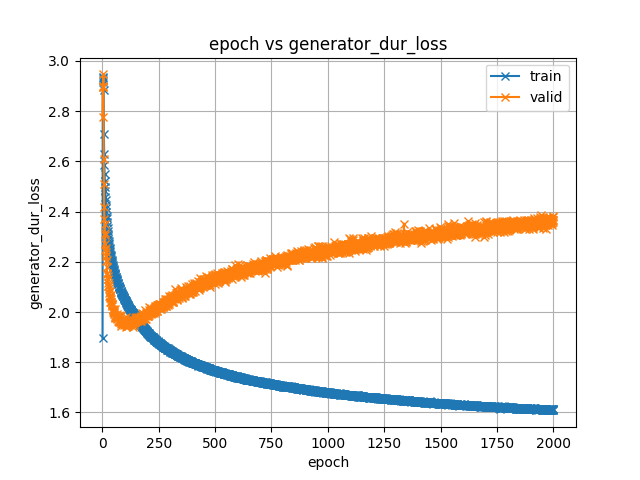 epoch vs generator_dur_loss
train
valid
3.0
2.8
2.6
2.4
2.2
2.0
1.8
1.6
generator_dur_loss
0 250 500 750 1000 1250 1500 1750 2000
epoch